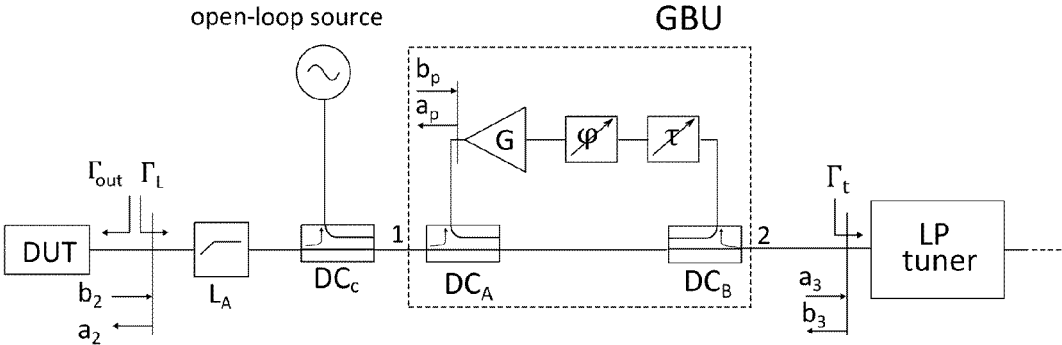 open-loop source
GBU
b_p
a_p
G
φ
τ
Γ_out
Γ_L
Γ_t
DUT
1
2
LP
tuner
L_A
DC_c
DC_A
DC_B
b_2
a_2
a_3
b_3